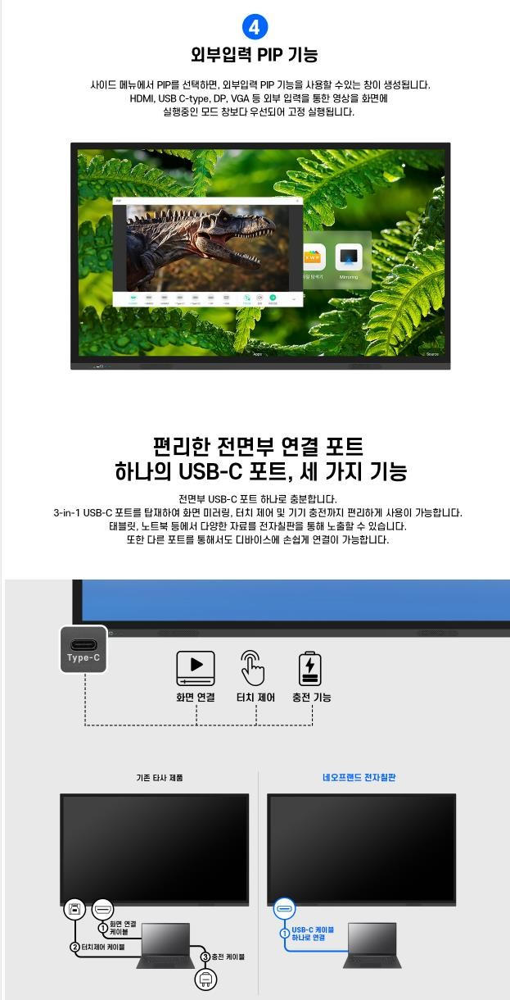 4
외부입력 PIP 기능
사이드 메뉴에서 PIP를 선택하면, 외부입력 PIP 기능을 사용할 수있는 창이 생성됩니다.
HDMI, USB C-type, DP, VGA 등 외부 입력을 통한 영상을 화면에
실행중인 모드 창보다 우선되어 고정 실행됩니다.
PIP
Mirroring
Apps
Source
편리한 전면부 연결 포트
하나의 USB-C 포트, 세 가지 기능
전면부 USB-C 포트 하나로 충분합니다.
3-in-1 USB-C 포트를 탑재하여 화면 미러링, 터치 제어 및 기기 충전까지 편리하게 사용이 가능합니다.
태블릿, 노트북 등에서 다양한 자료를 전자칠판을 통해 노출할 수 있습니다.
또한 다른 포트를 통해서도 디바이스에 손쉽게 연결이 가능합니다.
Type-C
화면 연결
터치 제어
충전 기능
기존 타사 제품
네오프랜드 전자칠판
1 화면 연결
케이블
2 터치제어 케이블
3 충전 케이블
1 USB-C 케이블
하나로 연결